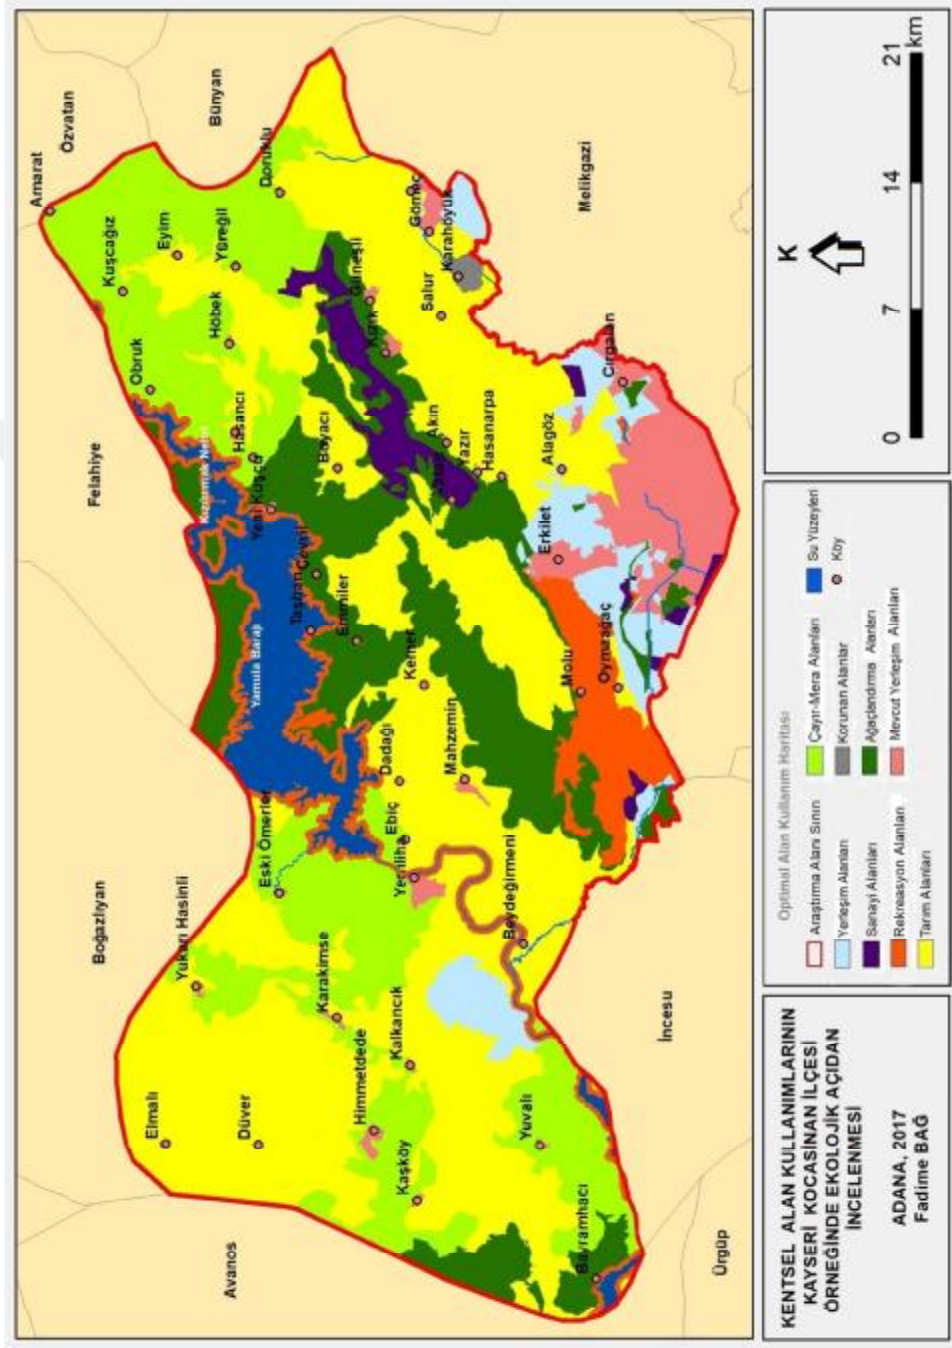 Amarat
Özvatan
Bünyan
Felahiye
Boğazlıyan
Avanos
Ürgüp
İncesu
Melikgazi
Kuşcağız
Eyim
Yüreğil
Doruklu
Obruk
Höbek
Hasancı
Yeni Kuşçu
Boyacı
Güneşli
Kızık
Gömeç
Karahöyük
Salur
Cırgalan
Akın
Yazır
Hasanarpa
Alagöz
Erkilet
Çevril
Taşhan
Emmiler
Yamula Barajı
Kemer
Molu
Oymaağaç
Dadağı
Mahzemin
Ebiç
Yemliha
Eski Ömerler
Beydeğirmeni
Yukarı Hasinli
Karakimse
Kalkancık
Himmetdede
Elmalı
Düver
Kaşköy
Yuvalı
Bayramhacı
KENTSEL ALAN KULLANIMLARININ
KAYSERİ KOCASİNAN İLÇESİ
ÖRNEĞİNDE EKOLOJİK AÇIDAN
İNCELENMESİ
ADANA, 2017
Fadime BAĞ
Optimal Alan Kullanım Haritası
Araştırma Alanı Sınırı
Yerleşim Alanları
Sanayi Alanları
Rekreasyon Alanları
Tarım Alanları
Çayır-Mera Alanları
Korunan Alanlar
Ağaçlandırma Alanları
Mevcut Yerleşim Alanları
Su Yüzeyleri
Köy
K
0 7 14 21
km